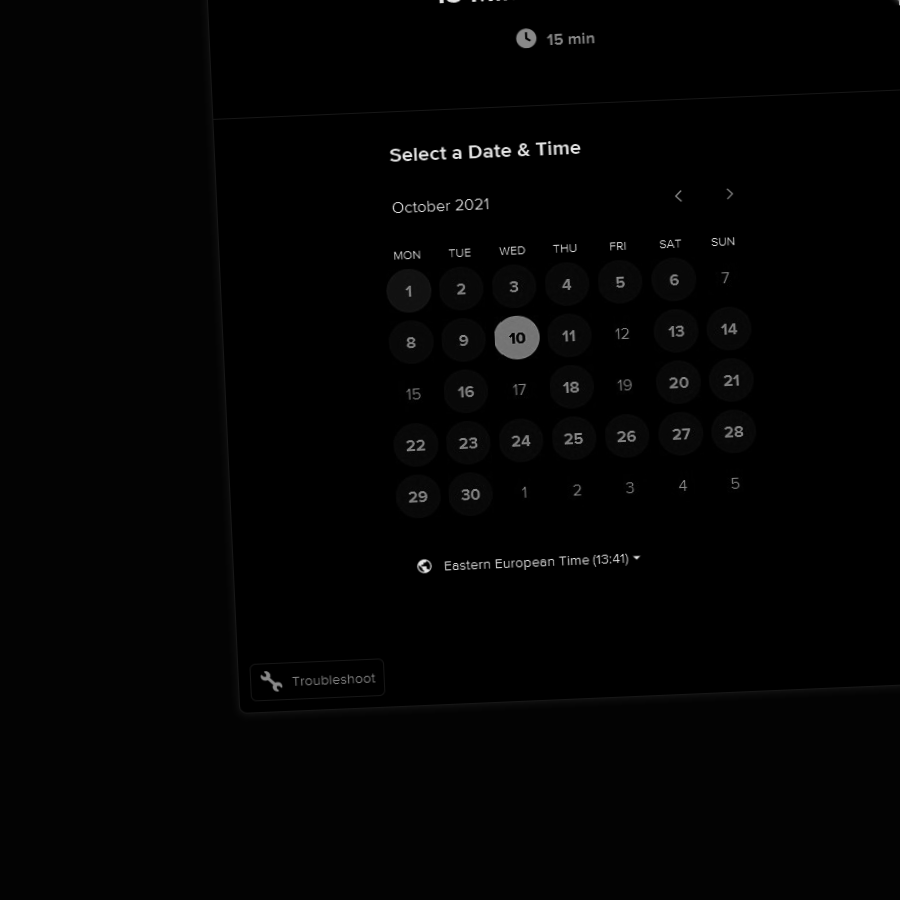 15 min
Select a Date & Time
October 2021
MON TUE WED THU FRI SAT SUN
1 2 3 4 5 6 7
8 9 10 11 12 13 14
15 16 17 18 19 20 21
22 23 24 25 26 27 28
29 30 1 2 3 4 5
Eastern European Time (13:41)
Troubleshoot